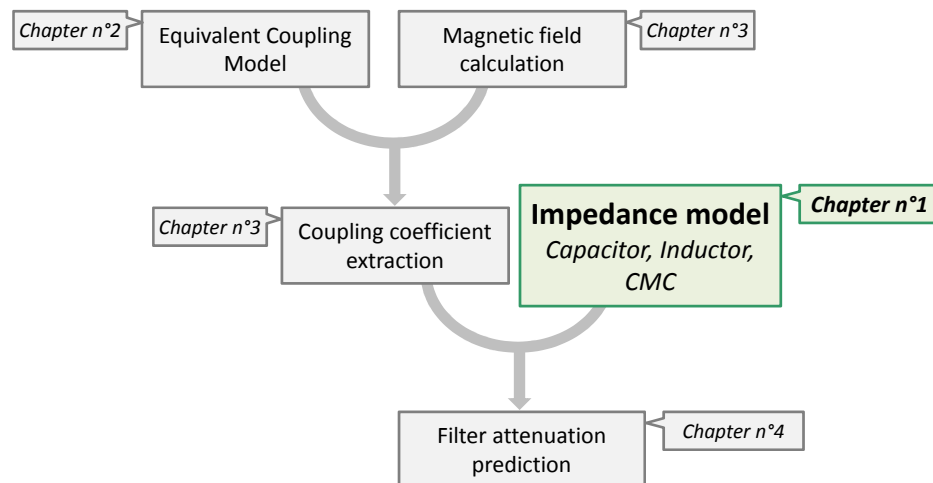 Chapter n°2
Equivalent Coupling
Model
Magnetic field
calculation
Chapter n°3
Chapter n°3
Coupling coefficient
extraction
Impedance model
Capacitor, Inductor,
CMC
Chapter n°1
Filter attenuation
prediction
Chapter n°4